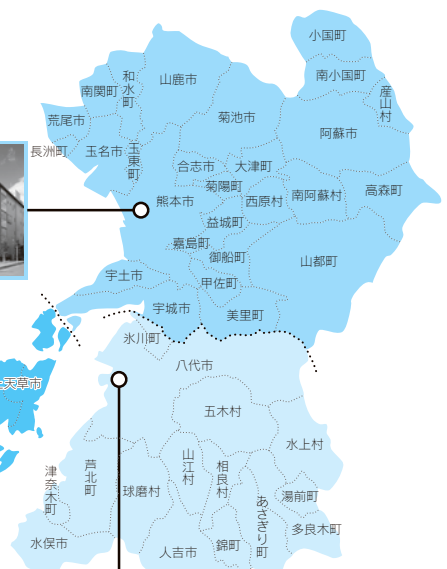 小国町
南小国町
産山村
和水町
山鹿市
南関町
菊池市
荒尾市
阿蘇市
長洲町
玉名市
玉東町
合志市
大津町
菊陽町
高森町
熊本市
西原村
南阿蘇村
益城町
嘉島町
御船町
山都町
宇土市
甲佐町
宇城市
美里町
氷川町
八代市
上天草市
五木村
水上村
山江村
相良村
芦北町
津奈木町
球磨村
あさぎり町
湯前町
多良木町
水俣市
人吉市
錦町